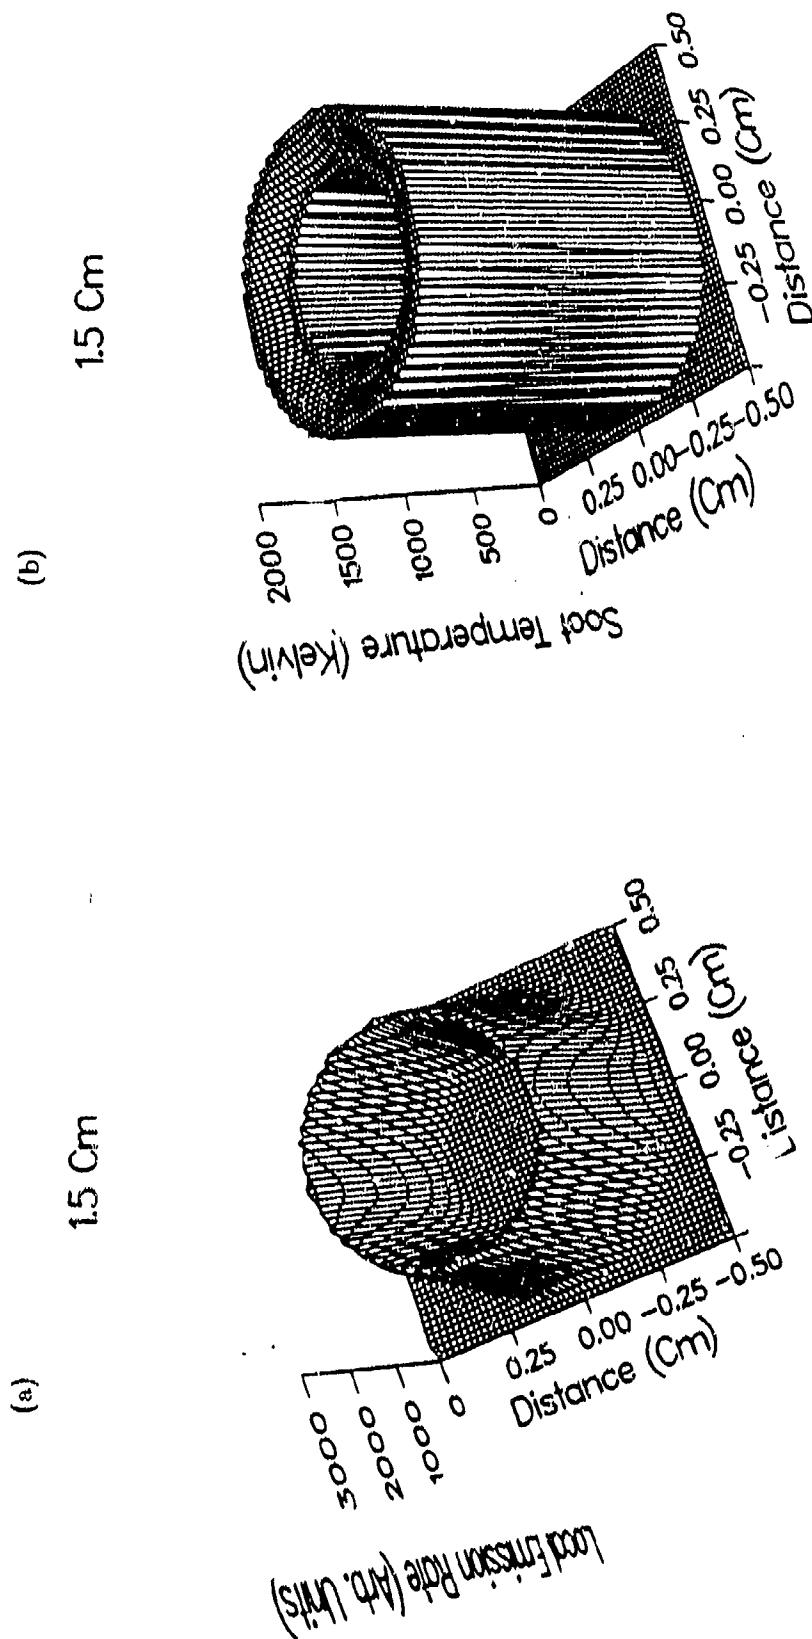 (a)
1.5 Cm
Local Emission Rate (Arb. Units)
3000
2000
1000
0
0.25
0.00
-0.25
-0.50
Distance (Cm)
-0.25
0.00
0.25
0.50
Listance (Cm)
(b)
1.5 Cm
Soot Temperature (Kelvin)
2000
1500
1000
500
0
0.25
0.00
-0.25
-0.50
Distance (Cm)
-0.25
0.00
0.25
0.50
Distance (Cm)